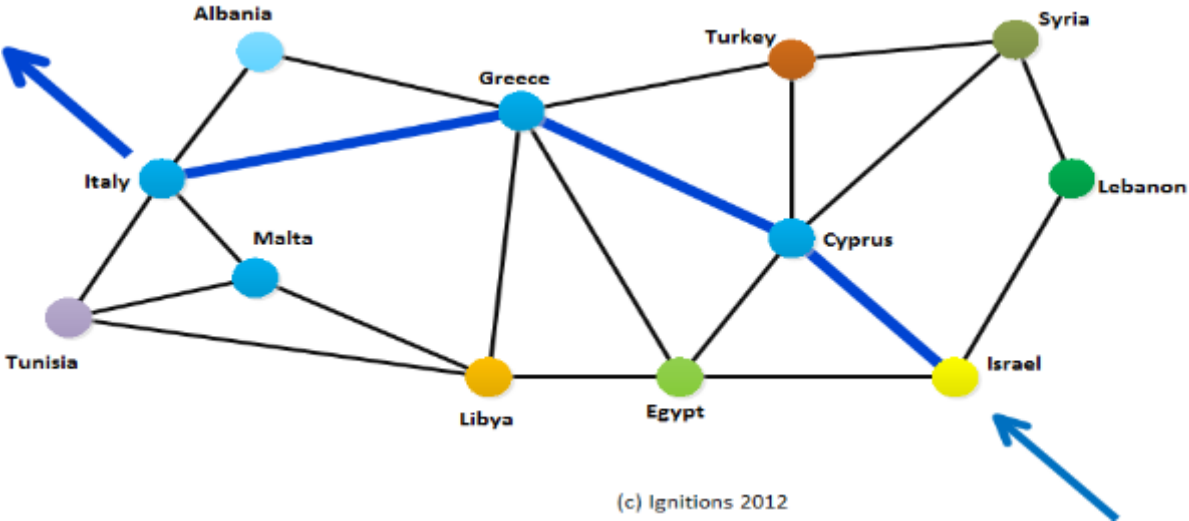 Albania
Syria
Turkey
Greece
Italy
Lebanon
Malta
Cyprus
Tunisia
Israel
Libya
Egypt
(c) Ignitions 2012